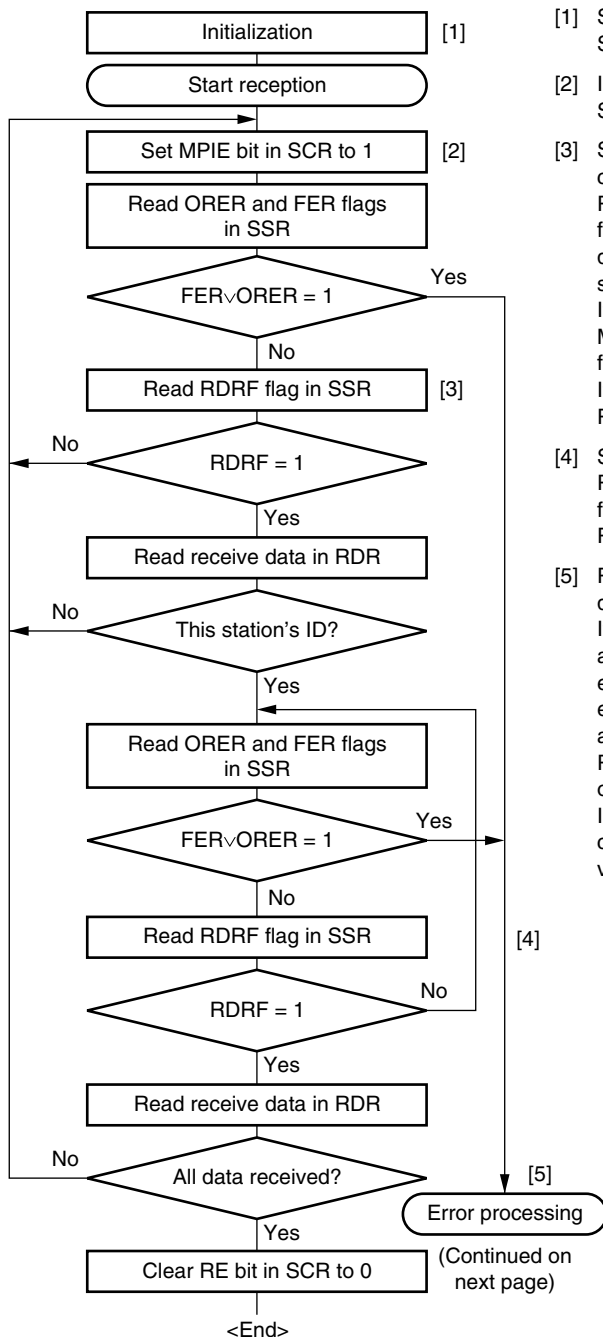 Initialization
[1]
Start reception
Set MPIE bit in SCR to 1
[2]
Read ORER and FER flags
in SSR
FER∨ORER = 1
Yes
No
Read RDRF flag in SSR
[3]
RDRF = 1
No
Yes
Read receive data in RDR
This station's ID?
No
Yes
Read ORER and FER flags
in SSR
FER∨ORER = 1
Yes
No
Read RDRF flag in SSR
[4]
RDRF = 1
No
Yes
Read receive data in RDR
All data received?
No
Yes
[5]
Error processing
(Continued on
next page)
Clear RE bit in SCR to 0
<End>
[1]
[2]
[3]
[4]
[5]